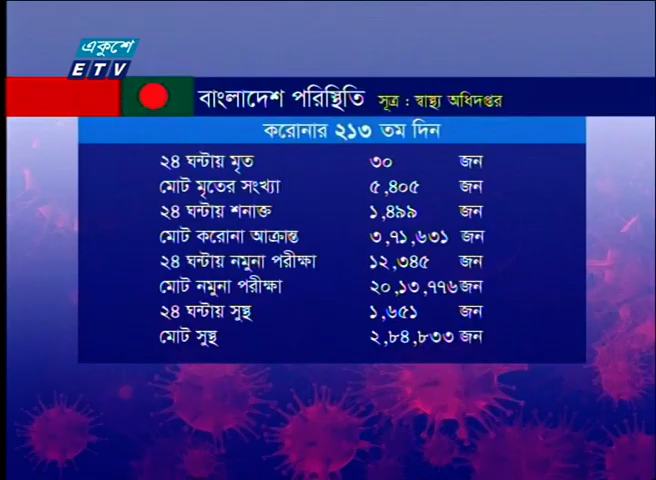 একুশে
ETV
বাংলাদেশ পরিস্থিতি সূত্র : স্বাস্থ্য অধিদপ্তর
করোনার ২১৩ তম দিন
২৪ ঘন্টায় মৃত ৩০ জন
মোট মৃতের সংখ্যা ৫,৪০৫ জন
২৪ ঘন্টায় শনাক্ত ১,৪৯৯ জন
মোট করোনা আক্রান্ত ৩,৭১,৬৩১ জন
২৪ ঘন্টায় নমুনা পরীক্ষা ১২,৩৪৫ জন
মোট নমুনা পরীক্ষা ২০,১৩,৭৭৬জন
২৪ ঘন্টায় সুস্থ ১,৬৫১ জন
মোট সুস্থ ২,৮৪,৮৩৩ জন